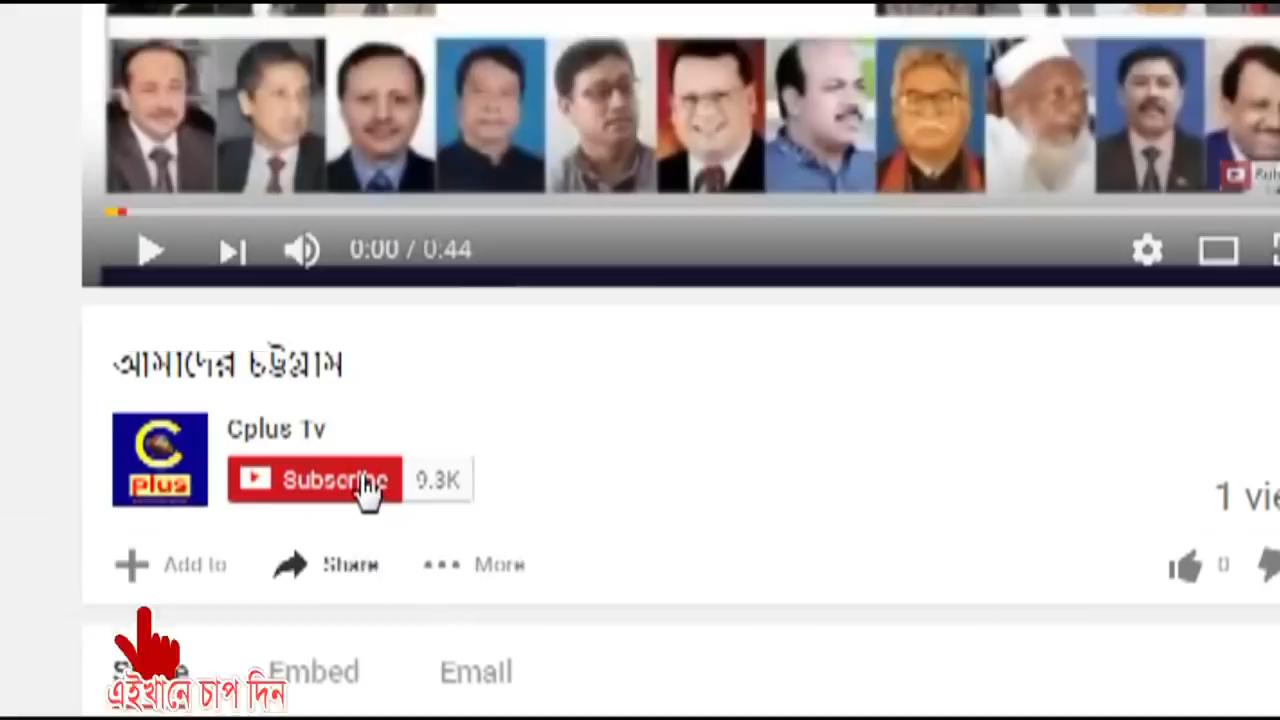 0:00 / 0:44
আমাদের চট্টগ্রাম
C
plus
Cplus Tv
Subscribe 9.3K
1
Add to Share More
0
Embed Email
এইখানে চাপ দিন